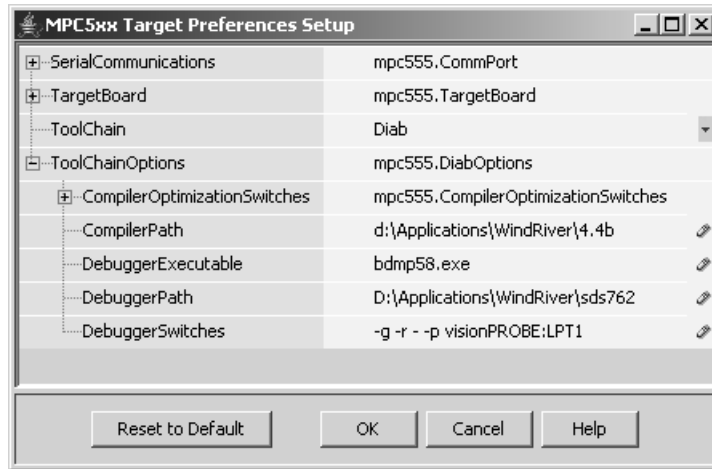 MPC5xx Target Preferences Setup
SerialCommunications mpc555.CommPort
TargetBoard mpc555.TargetBoard
ToolChain Diab
ToolChainOptions mpc555.DiabOptions
CompilerOptimizationSwitches mpc555.CompilerOptimizationSwitches
CompilerPath d:\Applications\WindRiver\4.4b
DebuggerExecutable bdmp58.exe
DebuggerPath D:\Applications\WindRiver\sds762
DebuggerSwitches -g -r - -p visionPROBE:LPT1
Reset to Default OK Cancel Help